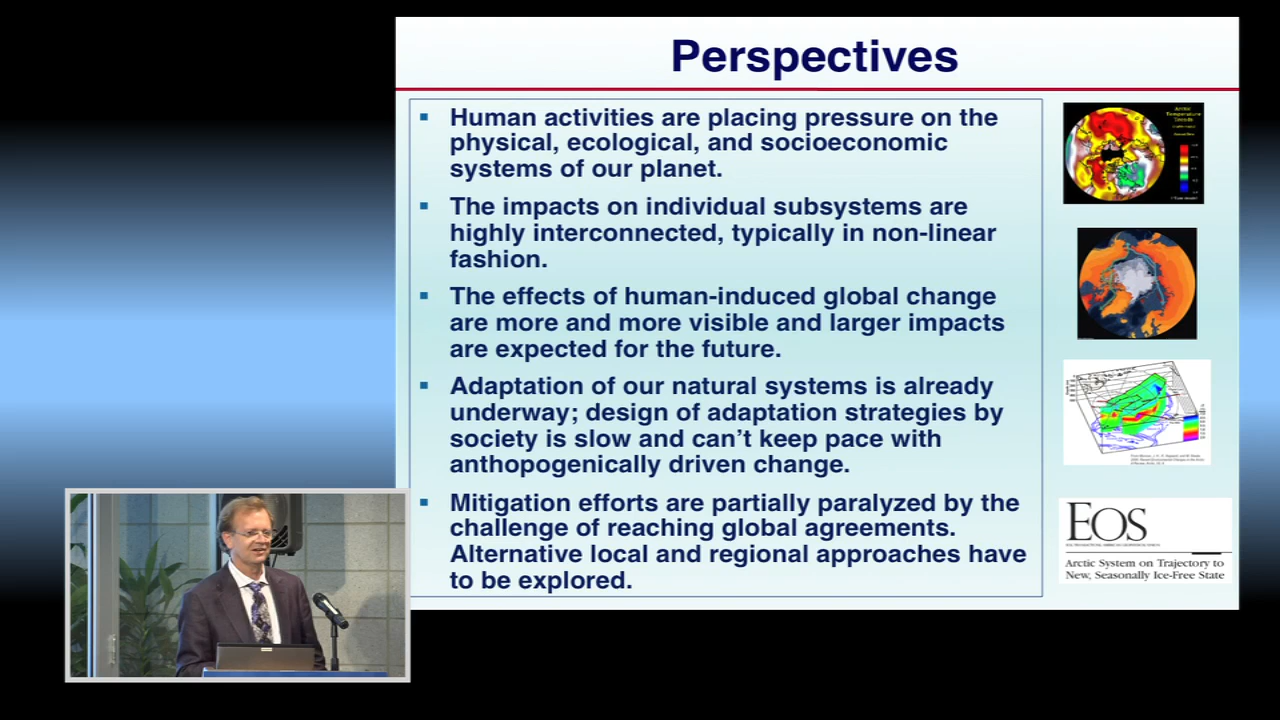 Perspectives
Human activities are placing pressure on the
physical, ecological, and socioeconomic
systems of our planet.
The impacts on individual subsystems are
highly interconnected, typically in non-linear
fashion.
The effects of human-induced global change
are more and more visible and larger impacts
are expected for the future.
Adaptation of our natural systems is already
underway; design of adaptation strategies by
society is slow and can't keep pace with
anthopogenically driven change.
Mitigation efforts are partially paralyzed by the
challenge of reaching global agreements.
Alternative local and regional approaches have
to be explored.
Arctic
Temperature
Trends
EOS
Arctic System on Trajectory to
New, Seasonally Ice-Free State